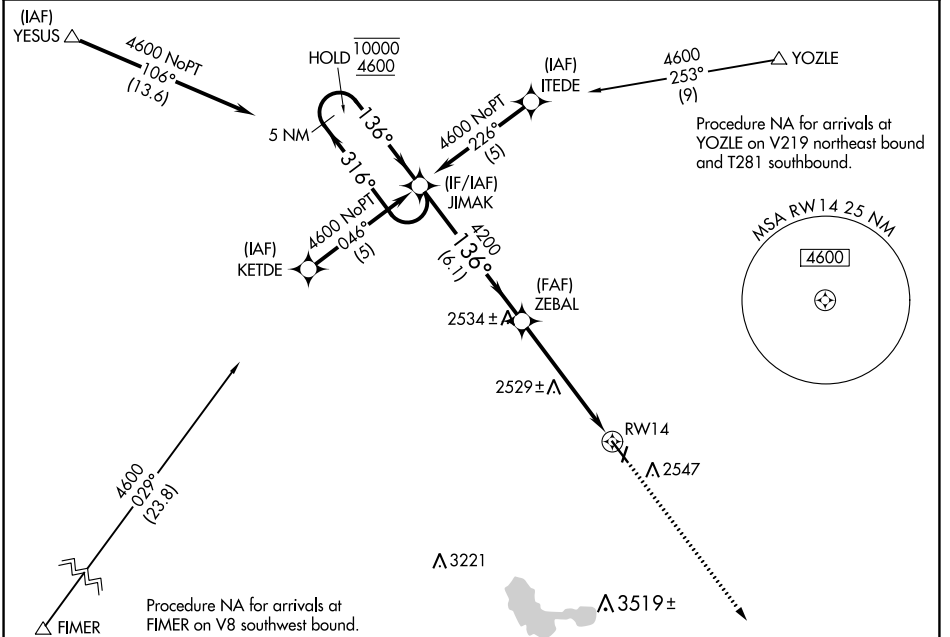 (IAF)
YESUS
4600 NoPT
106°
(13.6)
HOLD
10000
4600
5 NM
136°
316°
(IAF)
ITEDE
4600 NoPT
226°
(5)
4600
253°
(9)
YOZLE
Procedure NA for arrivals at
YOZLE on V219 northeast bound
and T281 southbound.
(IF/IAF)
JIMAK
4600 NoPT
046°
(5)
(IAF)
KETDE
4200
136°
(6.1)
(FAF)
ZEBAL
2534 ±
2529 ±
MSA RW14 25 NM
4600
RW14
2547
4600
029°
(23.8)
3221
3519 ±
FIMER
Procedure NA for arrivals at
FIMER on V8 southwest bound.